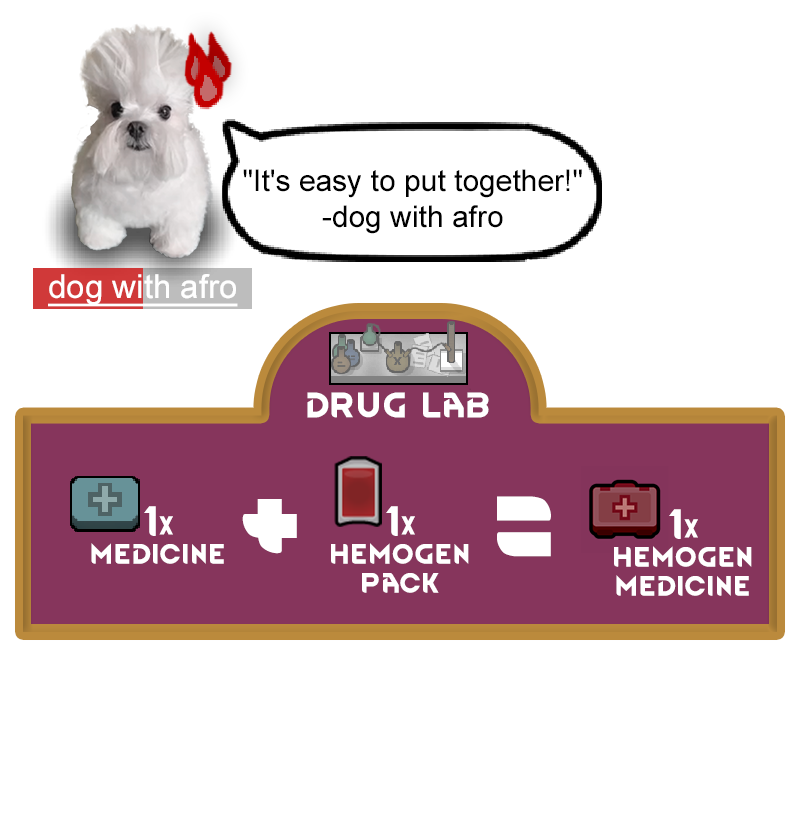 "It's easy to put together!"
-dog with afro
dog with afro
DRUG LAB
1x
MEDICINE
1x
HEMOGEN
PACK
1x
HEMOGEN
MEDICINE